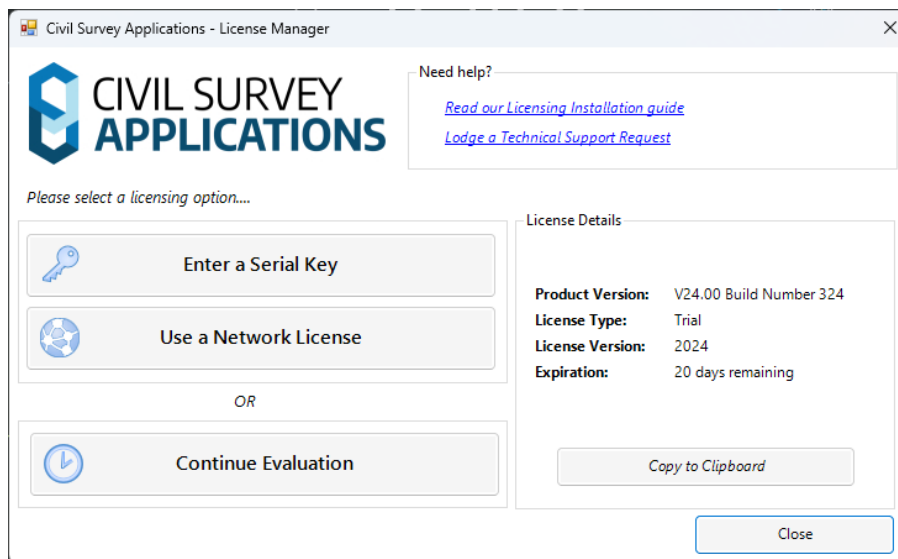 Civil Survey Applications - License Manager
CIVIL SURVEY
APPLICATIONS
Need help?
Read our Licensing Installation guide
Lodge a Technical Support Request
Please select a licensing option....
Enter a Serial Key
Use a Network License
OR
Continue Evaluation
License Details
Product Version: V24.00 Build Number 324
License Type: Trial
License Version: 2024
Expiration: 20 days remaining
Copy to Clipboard
Close